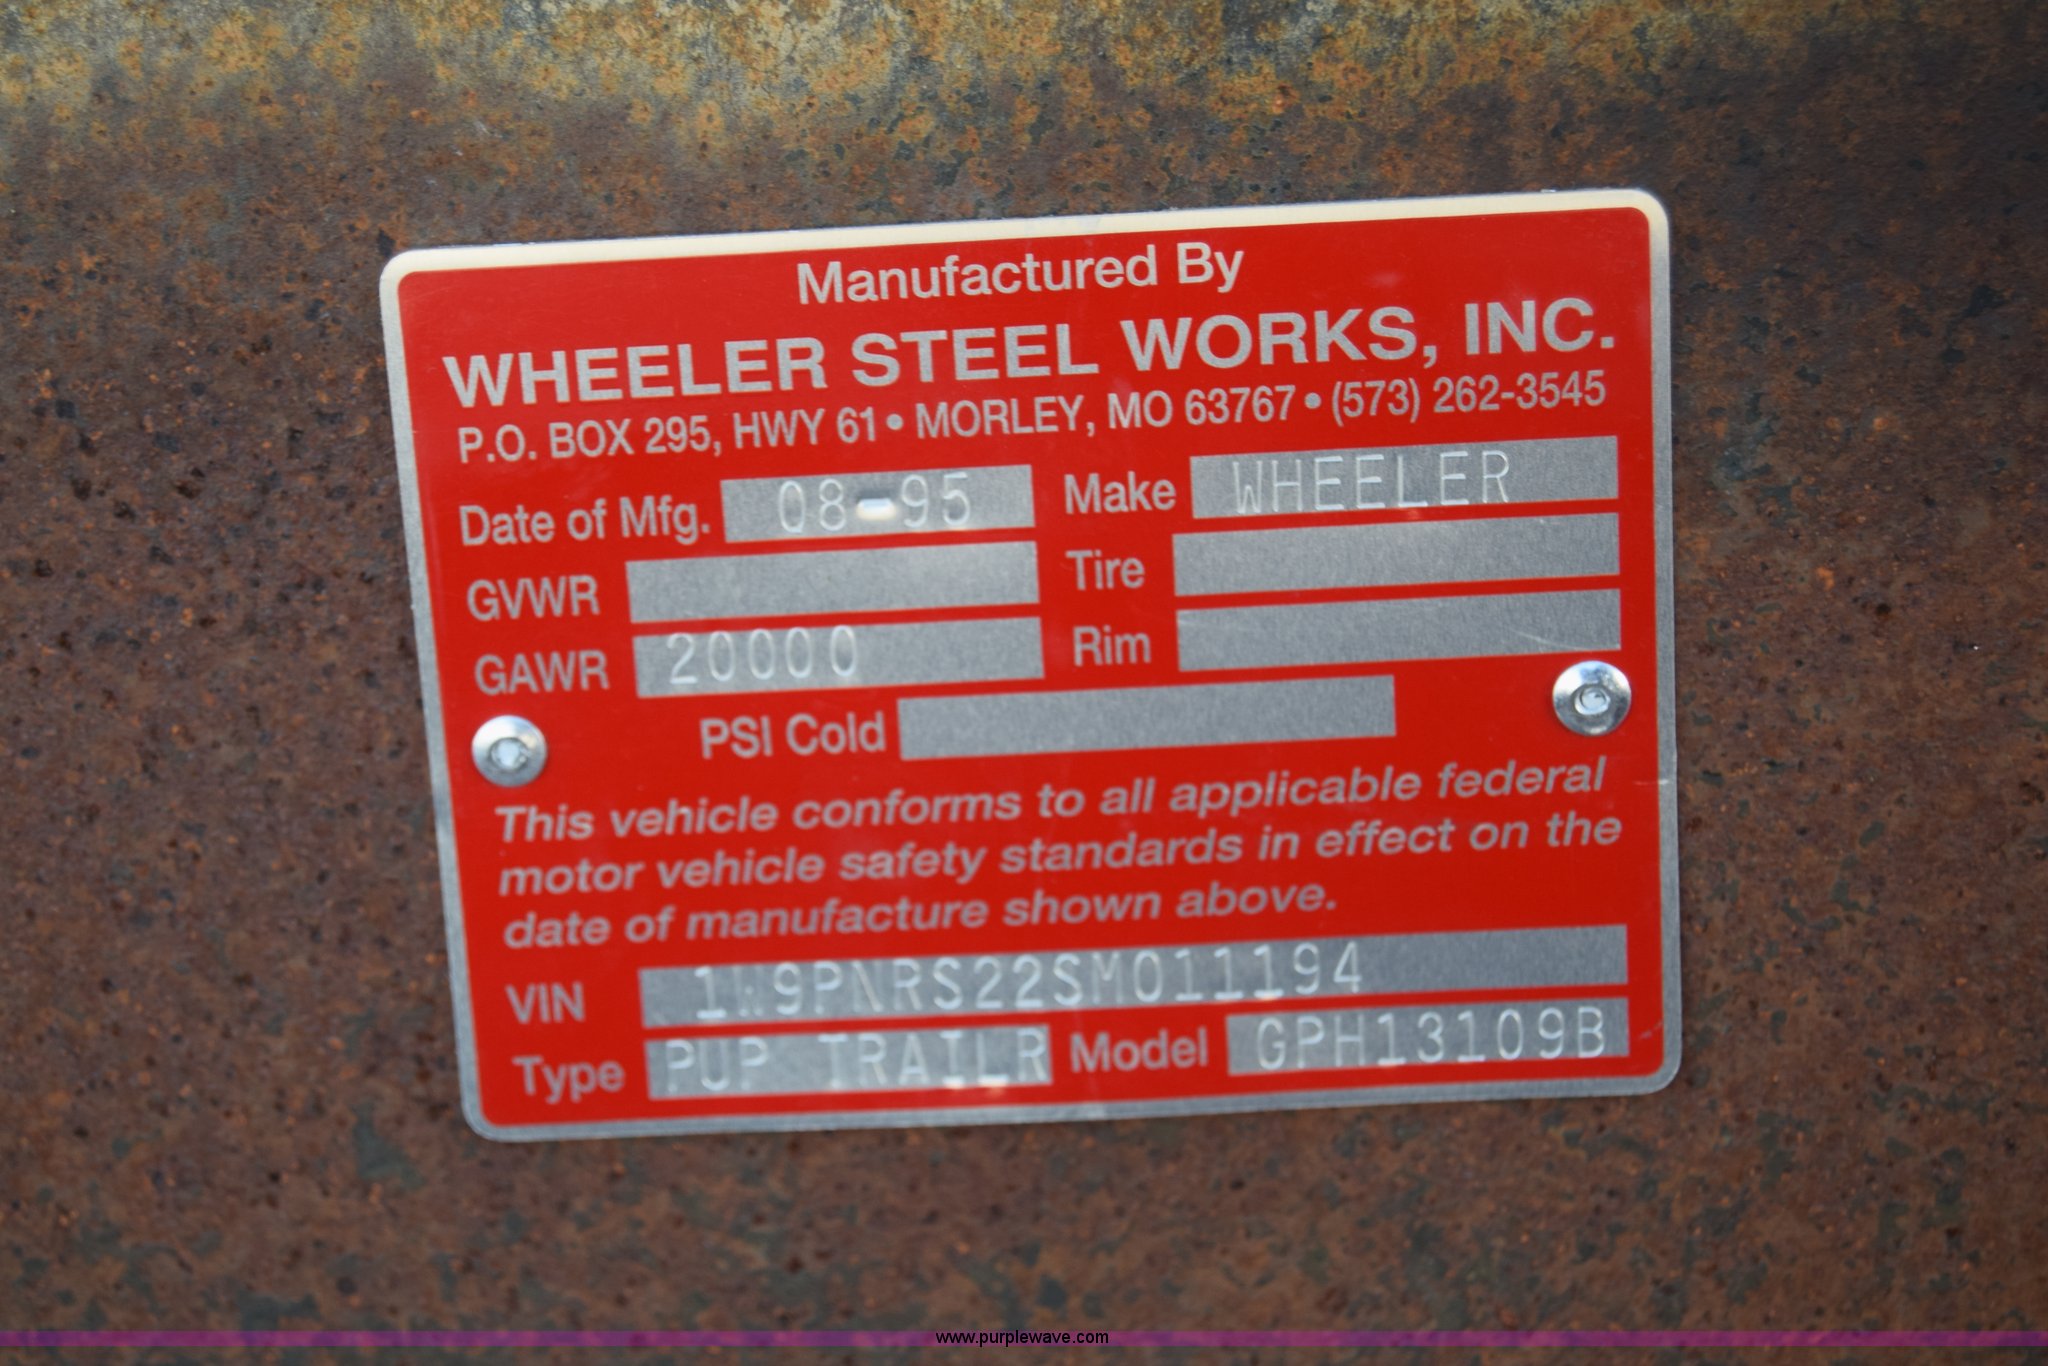 Manufactured By
WHEELER STEEL WORKS, INC.
P.O. BOX 295, HWY 61 • MORLEY, MO 63767 • (573) 262-3545
Date of Mfg. 08-95 Make WHEELER
GVWR Tire
GAWR 20000 Rim
PSI Cold
This vehicle conforms to all applicable federal
motor vehicle safety standards in effect on the
date of manufacture shown above.
VIN 1W9PNRS22SM011194
Type PUP TRAILR Model GPH13109B
www.purplewave.com